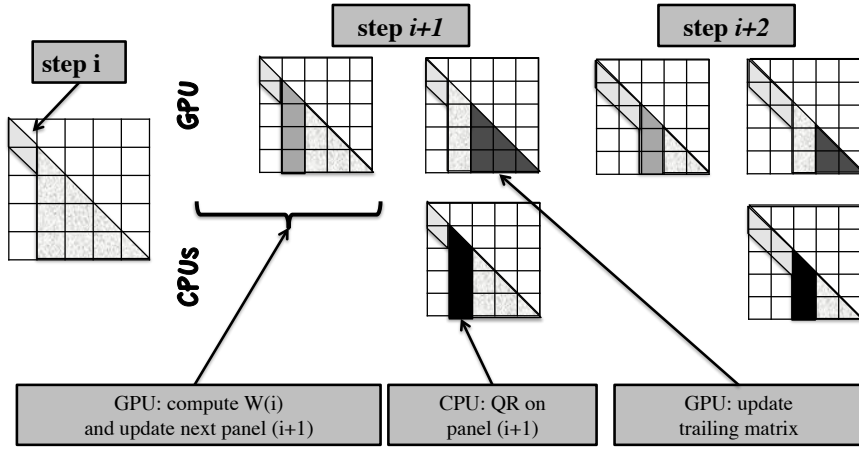 step i
step i+1
step i+2
GPU
CPUs
GPU: compute W(i)
and update next panel (i+1)
CPU: QR on
panel (i+1)
GPU: update
trailing matrix